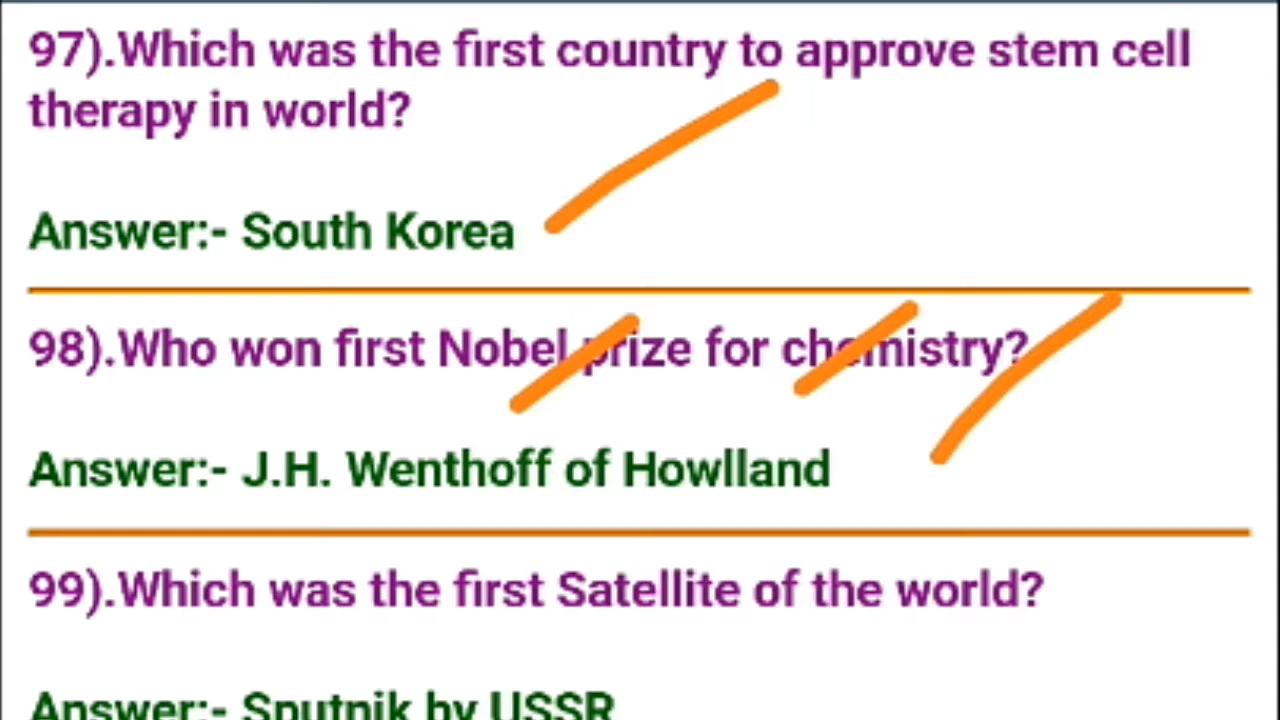 97).Which was the first country to approve stem cell
therapy in world?
Answer:- South Korea
98).Who won first Nobel prize for chemistry?
Answer:- J.H. Wenthoff of Howlland
99).Which was the first Satellite of the world?
Answer:- Sputnik by USSR